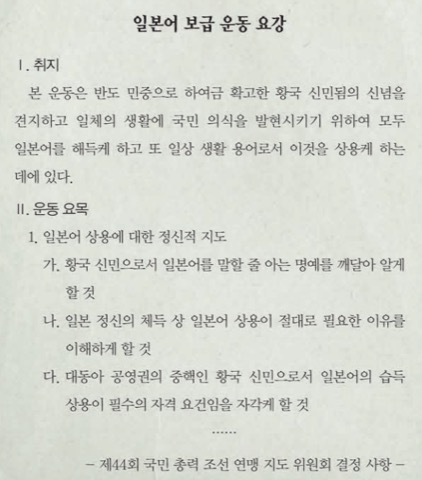 일본어 보급 운동 요강
Ⅰ. 취지
본 운동은 반도 민중으로 하여금 확고한 황국 신민됨의 신념을
견지하고 일체의 생활에 국민 의식을 발현시키기 위하여 모두
일본어를 해득케 하고 또 일상 생활 용어로서 이것을 상용케 하는
데에 있다.
Ⅱ. 운동 요목
1. 일본어 상용에 대한 정신적 지도
가. 황국 신민으로서 일본어를 말할 줄 아는 명예를 깨달아 알게
할 것
나. 일본 정신의 체득 상 일본어 상용이 절대로 필요한 이유를
이해하게 할 것
다. 대동아 공영권의 중핵인 황국 신민으로서 일본어의 습득
상용이 필수의 자격 요건임을 자각케 할 것
……
– 제44회 국민 총력 조선 연맹 지도 위원회 결정 사항 –